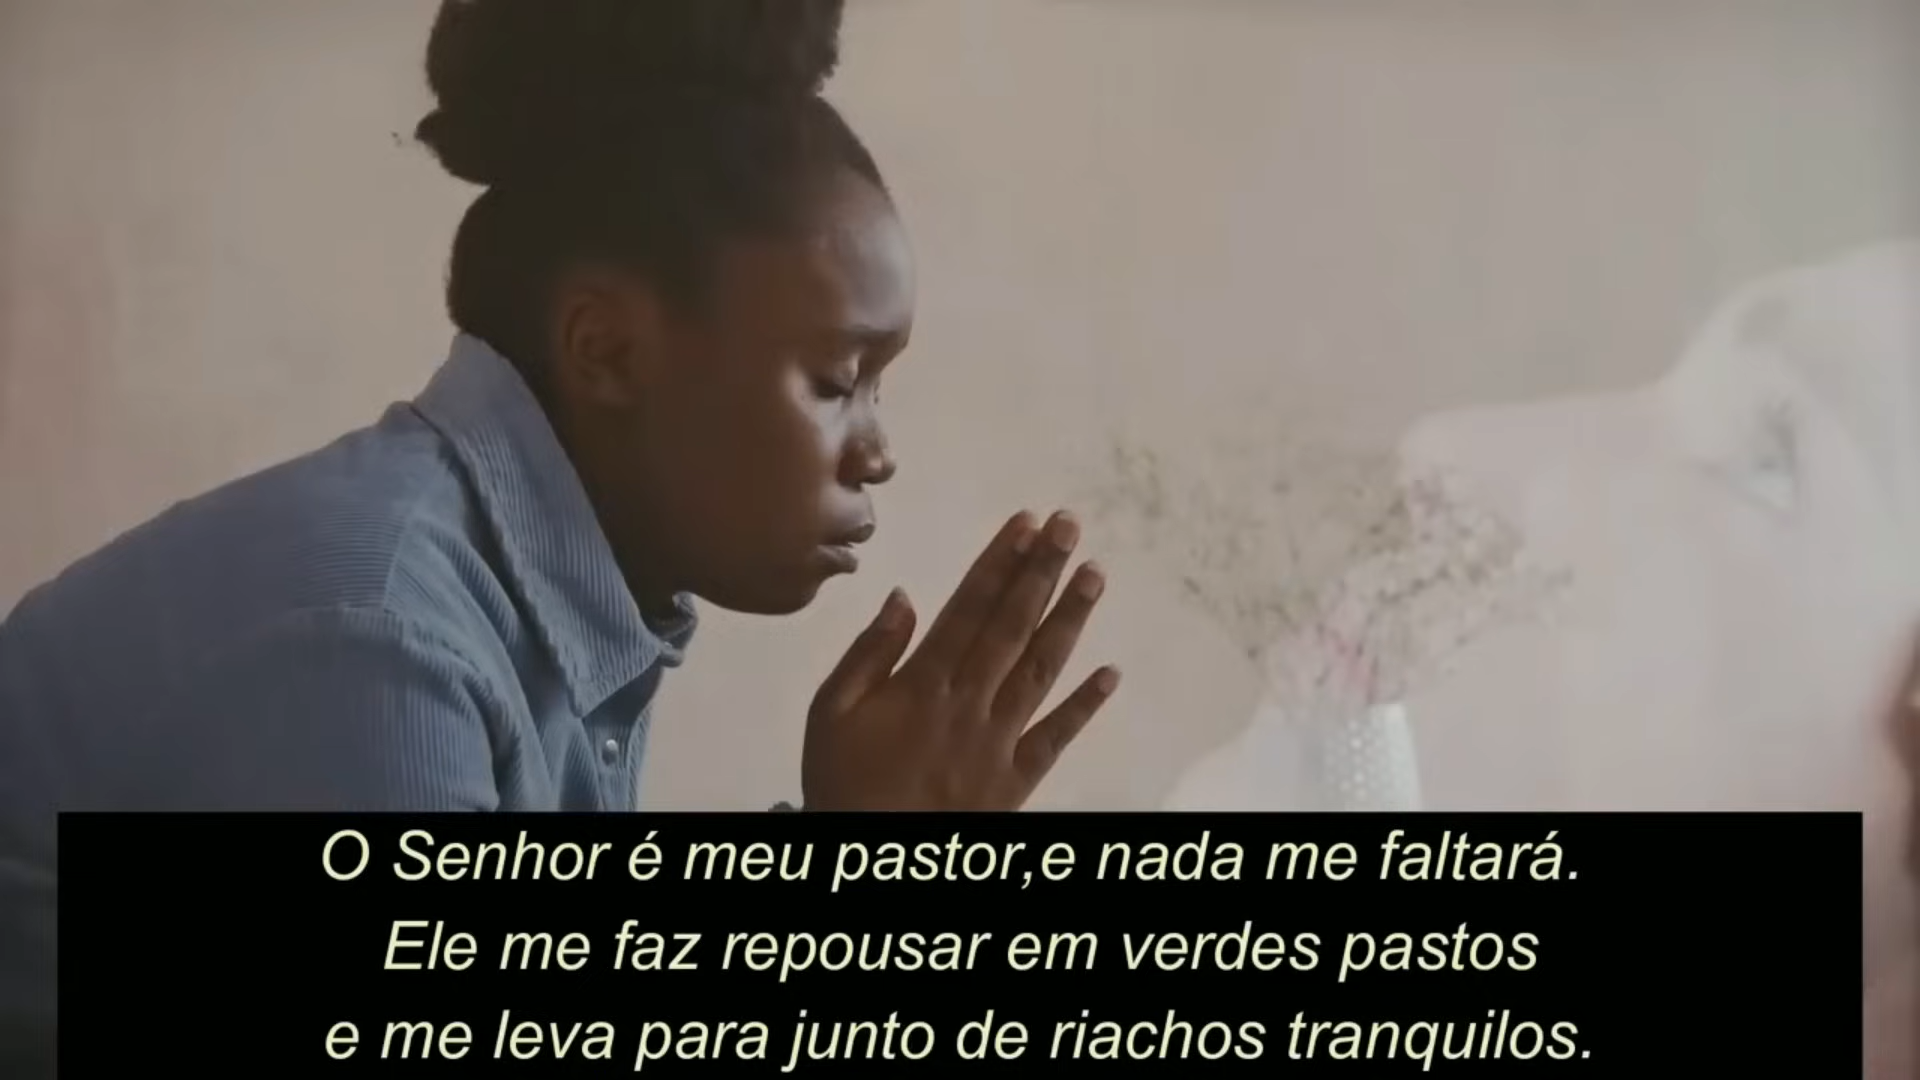 O Senhor é meu pastor,e nada me faltará.
Ele me faz repousar em verdes pastos
e me leva para junto de riachos tranquilos.